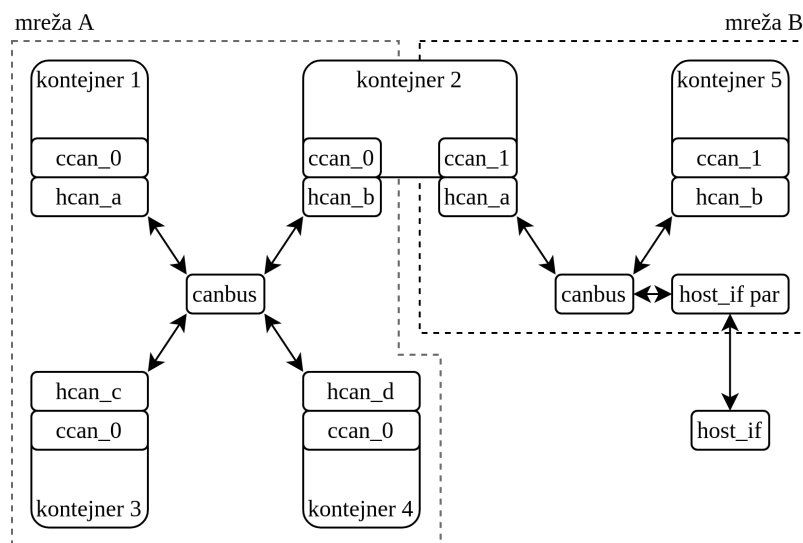 mreža A
mreža B
kontejner 1
kontejner 2
kontejner 5
ccan_0
ccan_0
ccan_1
ccan_1
hcan_a
hcan_b
hcan_a
hcan_b
canbus
canbus
host_if par
hcan_c
hcan_d
ccan_0
ccan_0
host_if
kontejner 3
kontejner 4